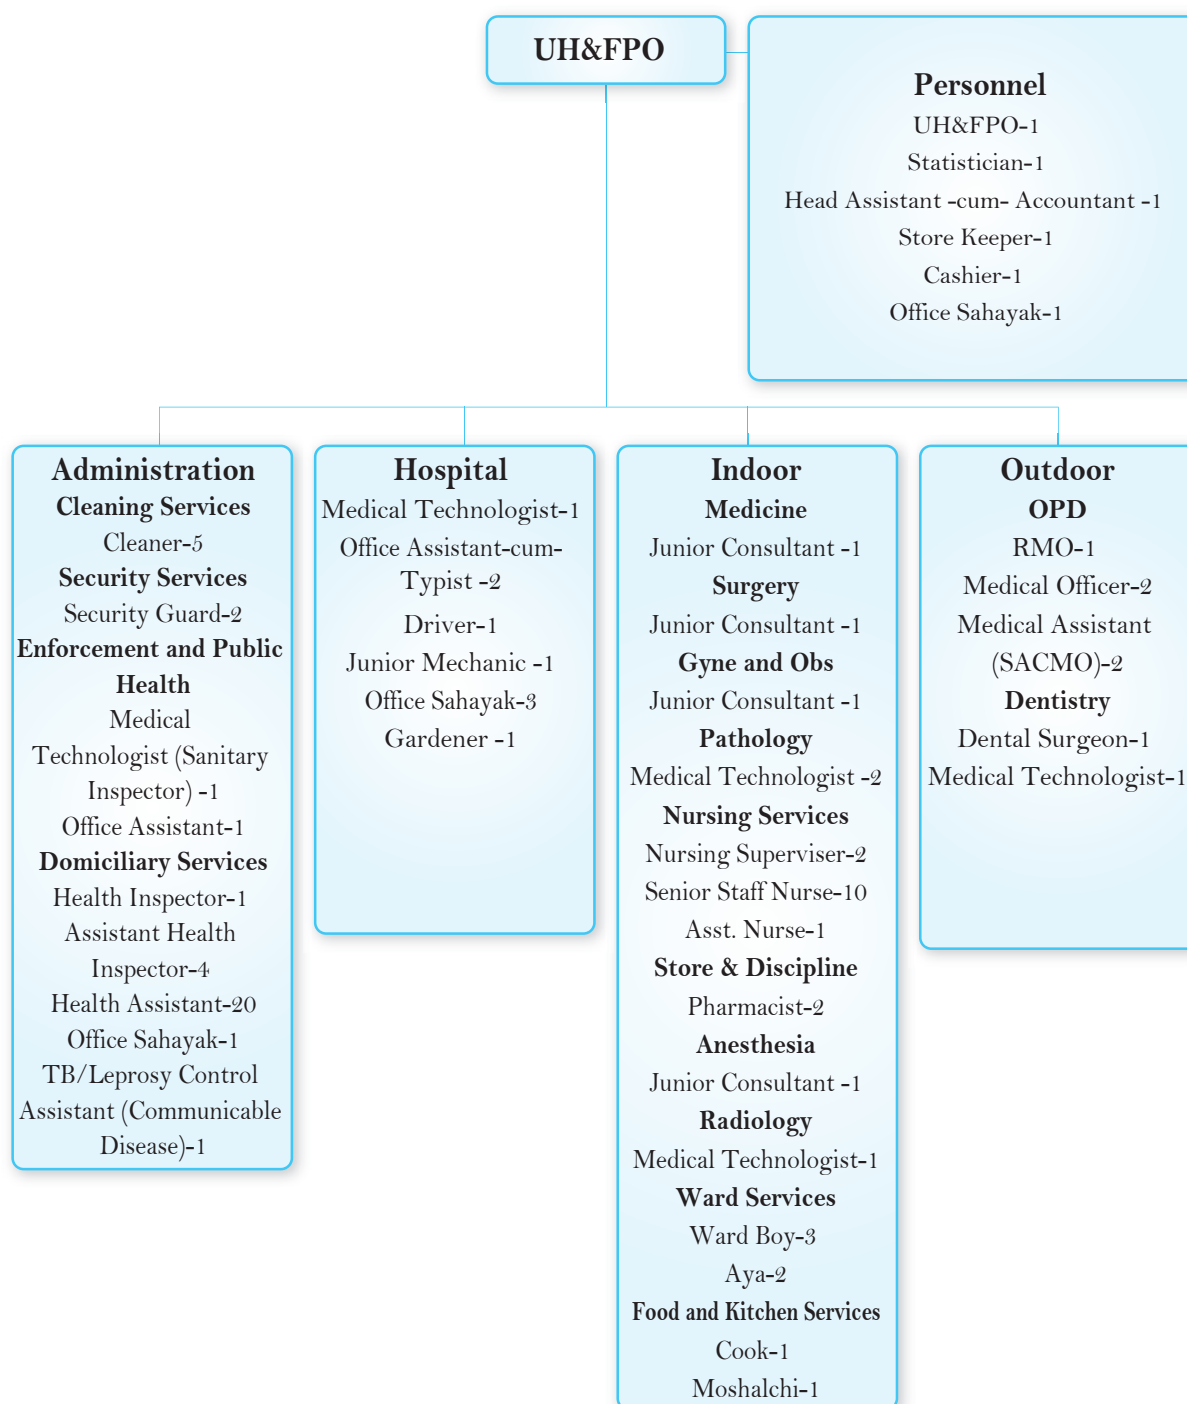 UH&FPO
Personnel
UH&FPO-1
Statistician-1
Head Assistant -cum- Accountant -1
Store Keeper-1
Cashier-1
Office Sahayak-1
Administration
Cleaning Services
Cleaner-5
Security Services
Security Guard-2
Enforcement and Public
Health
Medical
Technologist (Sanitary
Inspector) -1
Office Assistant-1
Domiciliary Services
Health Inspector-1
Assistant Health
Inspector-4
Health Assistant-20
Office Sahayak-1
TB/Leprosy Control
Assistant (Communicable
Disease)-1
Hospital
Medical Technologist-1
Office Assistant-cum-
Typist -2
Driver-1
Junior Mechanic -1
Office Sahayak-3
Gardener -1
Indoor
Medicine
Junior Consultant -1
Surgery
Junior Consultant -1
Gyne and Obs
Junior Consultant -1
Pathology
Medical Technologist -2
Nursing Services
Nursing Superviser-2
Senior Staff Nurse-10
Asst. Nurse-1
Store & Discipline
Pharmacist-2
Anesthesia
Junior Consultant -1
Radiology
Medical Technologist-1
Ward Services
Ward Boy-3
Aya-2
Food and Kitchen Services
Cook-1
Moshalchi-1
Outdoor
OPD
RMO-1
Medical Officer-2
Medical Assistant
(SACMO)-2
Dentistry
Dental Surgeon-1
Medical Technologist-1